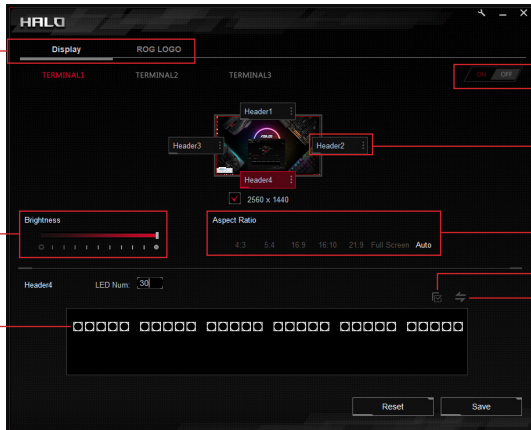 HALO
Display ROG LOGO
TERMINAL1 TERMINAL2 TERMINAL3
ON OFF
Header1
Header3 Header2
Header4
2560 x 1440
Brightness Aspect Ratio
4:3 5:4 16:9 16:10 21:9 Full Screen Auto
Header4 LED Num: 30
Reset Save